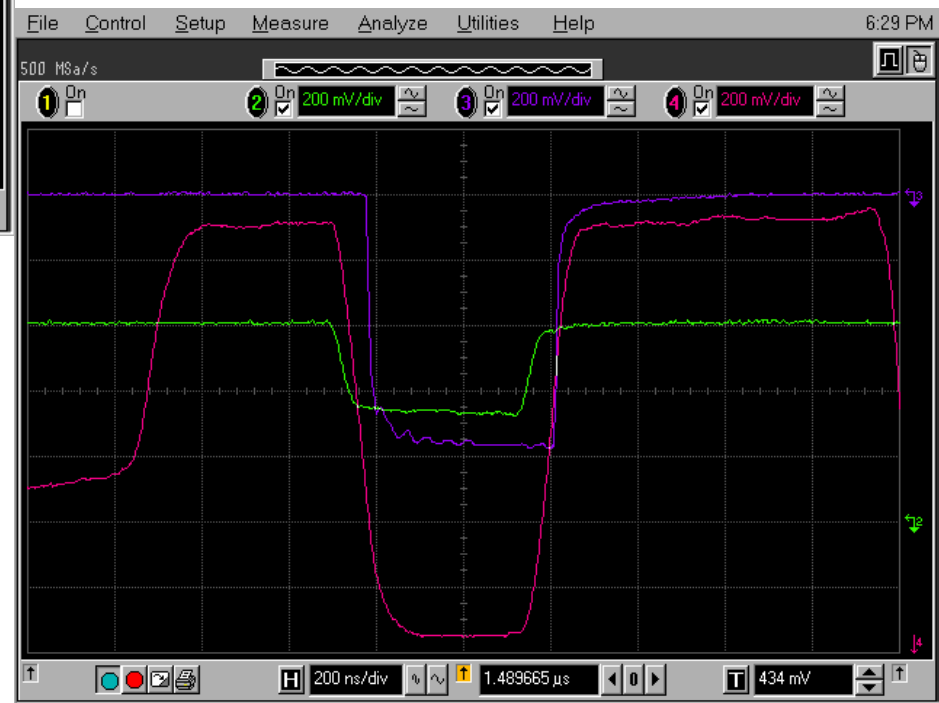 File Control Setup Measure Analyze Utilities Help 6:29 PM
500 MSa/s
1 On 2 On 200 mV/div 3 On 200 mV/div 4 On 200 mV/div
3
2
4
H 200 ns/div 1.489665 µs 0 T 434 mV